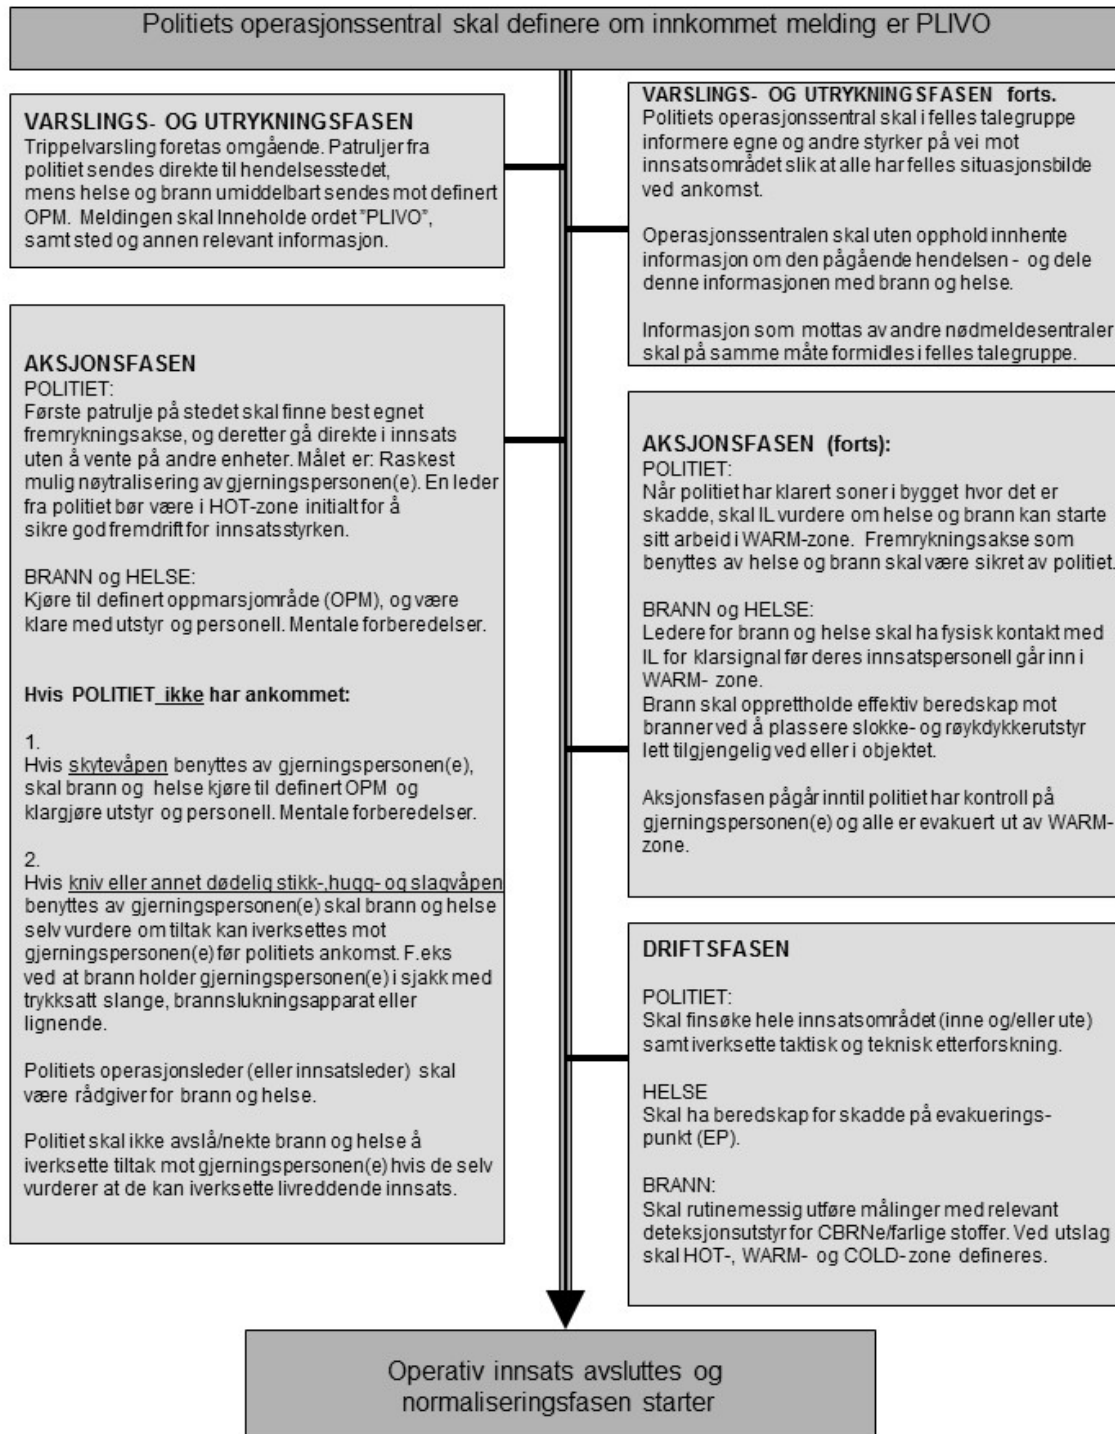 Politiets operasjonssentral skal definere om innkommet melding er PLIVO
VARSLINGS- OG UTRYKNINGSFASEN
Trippelvarsling foretas omgående. Patruljer fra
politiet sendes direkte til hendelsesstedet,
mens helse og brann umiddelbart sendes mot definert
OPM. Meldingen skal Inneholde ordet "PLIVO",
samt sted og annen relevant informasjon.
VARSLINGS- OG UTRYKNINGSFASEN forts.
Politiets operasjonssentral skal i felles talegruppe
informere egne og andre styrker på vei mot
innsatsområdet slik at alle har felles situasjonsbilde
ved ankomst.
Operasjonssentralen skal uten opphold innhente
informasjon om den pågående hendelsen - og dele
denne informasjonen med brann og helse.
Informasjon som mottas av andre nødmeldesentraler
skal på samme måte formidles i felles talegruppe.
AKSJONSFASEN
POLITIET:
Første patrulje på stedet skal finne best egnet
fremrykningsakse, og deretter gå direkte i innsats
uten å vente på andre enheter. Målet er: Raskest
mulig nøytralisering av gjerningspersonen(e). En leder
fra politiet bør være i HOT-zone initialt for å
sikre god fremdrift for innsatsstyrken.
BRANN og HELSE:
Kjøre til definert oppmarsjområde (OPM), og være
klare med utstyr og personell. Mentale forberedelser.
Hvis POLITIET ikke har ankommet:
1.
Hvis skytevåpen benyttes av gjerningspersonen(e),
skal brann og helse kjøre til definert OPM og
klargjøre utstyr og personell. Mentale forberedelser.
2.
Hvis kniv eller annet dødelig stikk-,hugg- og slagvåpen
benyttes av gjerningspersonen(e) skal brann og helse
selv vurdere om tiltak kan iverksettes mot
gjerningspersonen(e) før politiets ankomst. F.eks
ved at brann holder gjerningspersonen(e) i sjakk med
trykksatt slange, brannslukningsapparat eller
lignende.
Politiets operasjonsleder (eller innsatsleder) skal
være rådgiver for brann og helse.
Politiet skal ikke avslå/nekte brann og helse å
iverksette tiltak mot gjerningspersonen(e) hvis de selv
vurderer at de kan iverksette livreddende innsats.
AKSJONSFASEN (forts):
POLITIET:
Når politiet har klarert soner i bygget hvor det er
skadde, skal IL vurdere om helse og brann kan starte
sitt arbeid i WARM-zone. Fremrykningsakse som
benyttes av helse og brann skal være sikret av politiet.
BRANN og HELSE:
Ledere for brann og helse skal ha fysisk kontakt med
IL for klarsignal før deres innsatspersonell går inn i
WARM- zone.
Brann skal opprettholde effektiv beredskap mot
branner ved å plassere slokke- og røykdykkerutstyr
lett tilgjengelig ved eller i objektet.
Aksjonsfasen pågår inntil politiet har kontroll på
gjerningspersonen(e) og alle er evakuert ut av WARM-
zone.
DRIFTSFASEN
POLITIET:
Skal finsøke hele innsatsområdet (inne og/eller ute)
samt iverksette taktisk og teknisk etterforskning.
HELSE
Skal ha beredskap for skadde på evakuerings-
punkt (EP).
BRANN:
Skal rutinemessig utføre målinger med relevant
deteksjonsutstyr for CBRNe/farlige stoffer. Ved utslag
skal HOT-, WARM- og COLD-zone defineres.
Operativ innsats avsluttes og
normaliseringsfasen starter